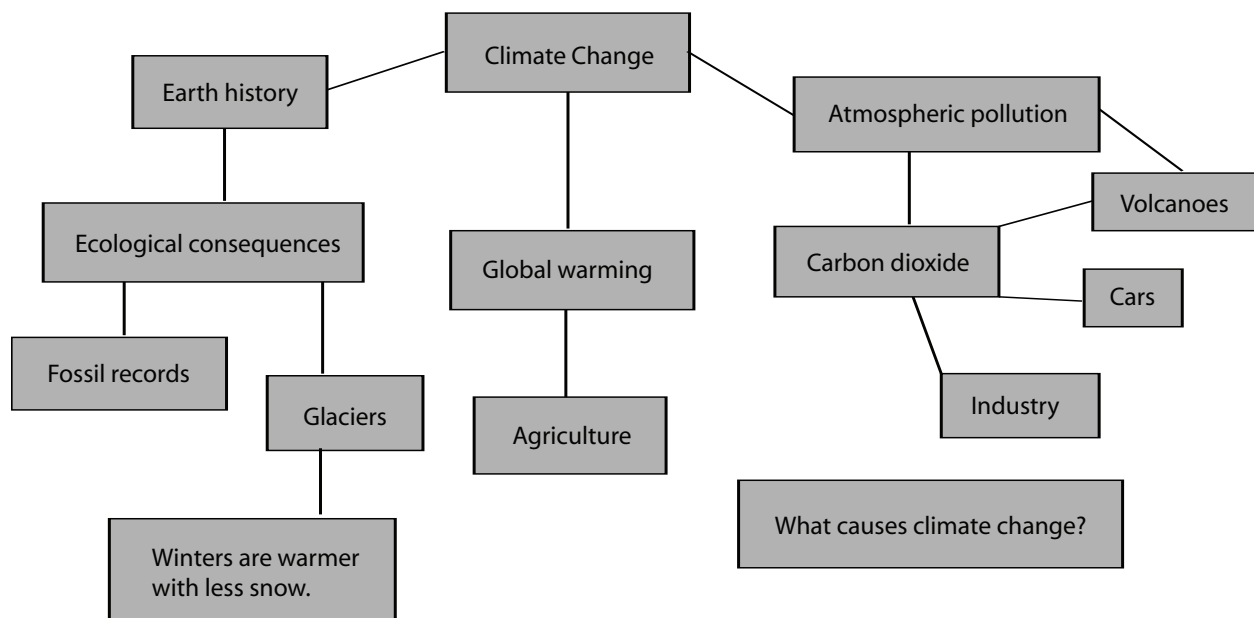 Climate Change
Earth history
Atmospheric pollution
Volcanoes
Ecological consequences
Global warming
Carbon dioxide
Cars
Fossil records
Glaciers
Agriculture
Industry
What causes climate change?
Winters are warmer
with less snow.